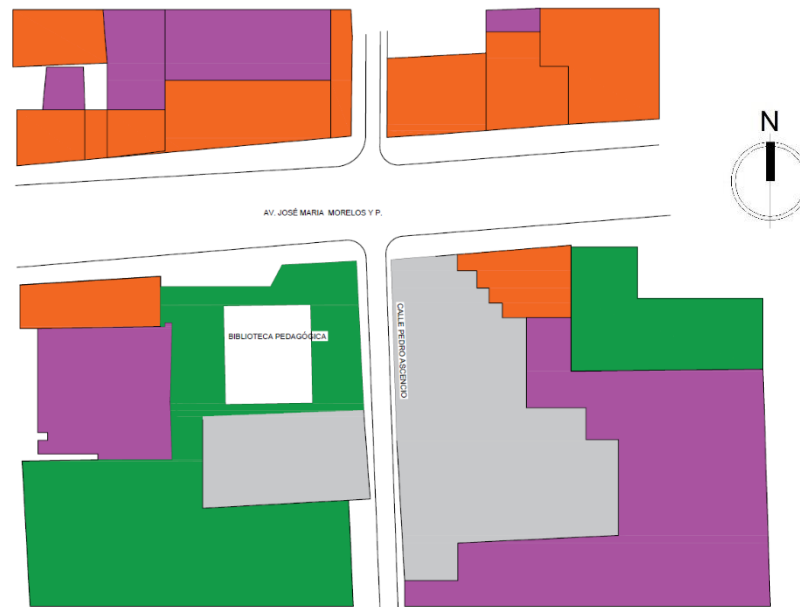 N
AV. JOSÉ MARIA MORELOS Y P.
BIBLIOTECA PEDAGÓGICA
CALLE PEDRO ASCENCIO